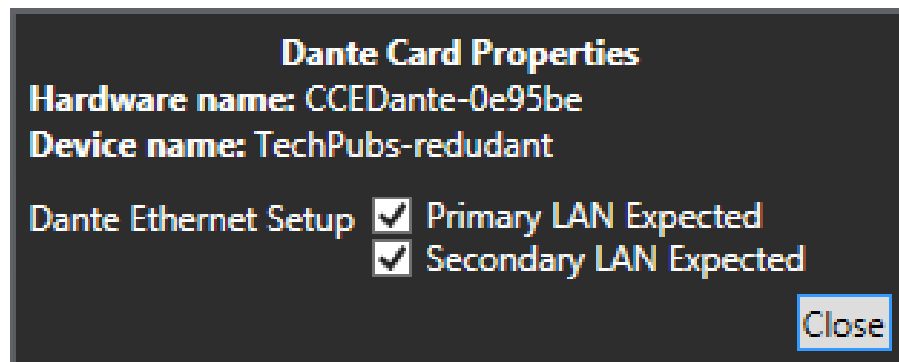 Dante Card Properties
Hardware name: CCEDante-0e95be
Device name: TechPubs-redudant
Dante Ethernet Setup Primary LAN Expected
Secondary LAN Expected
Close